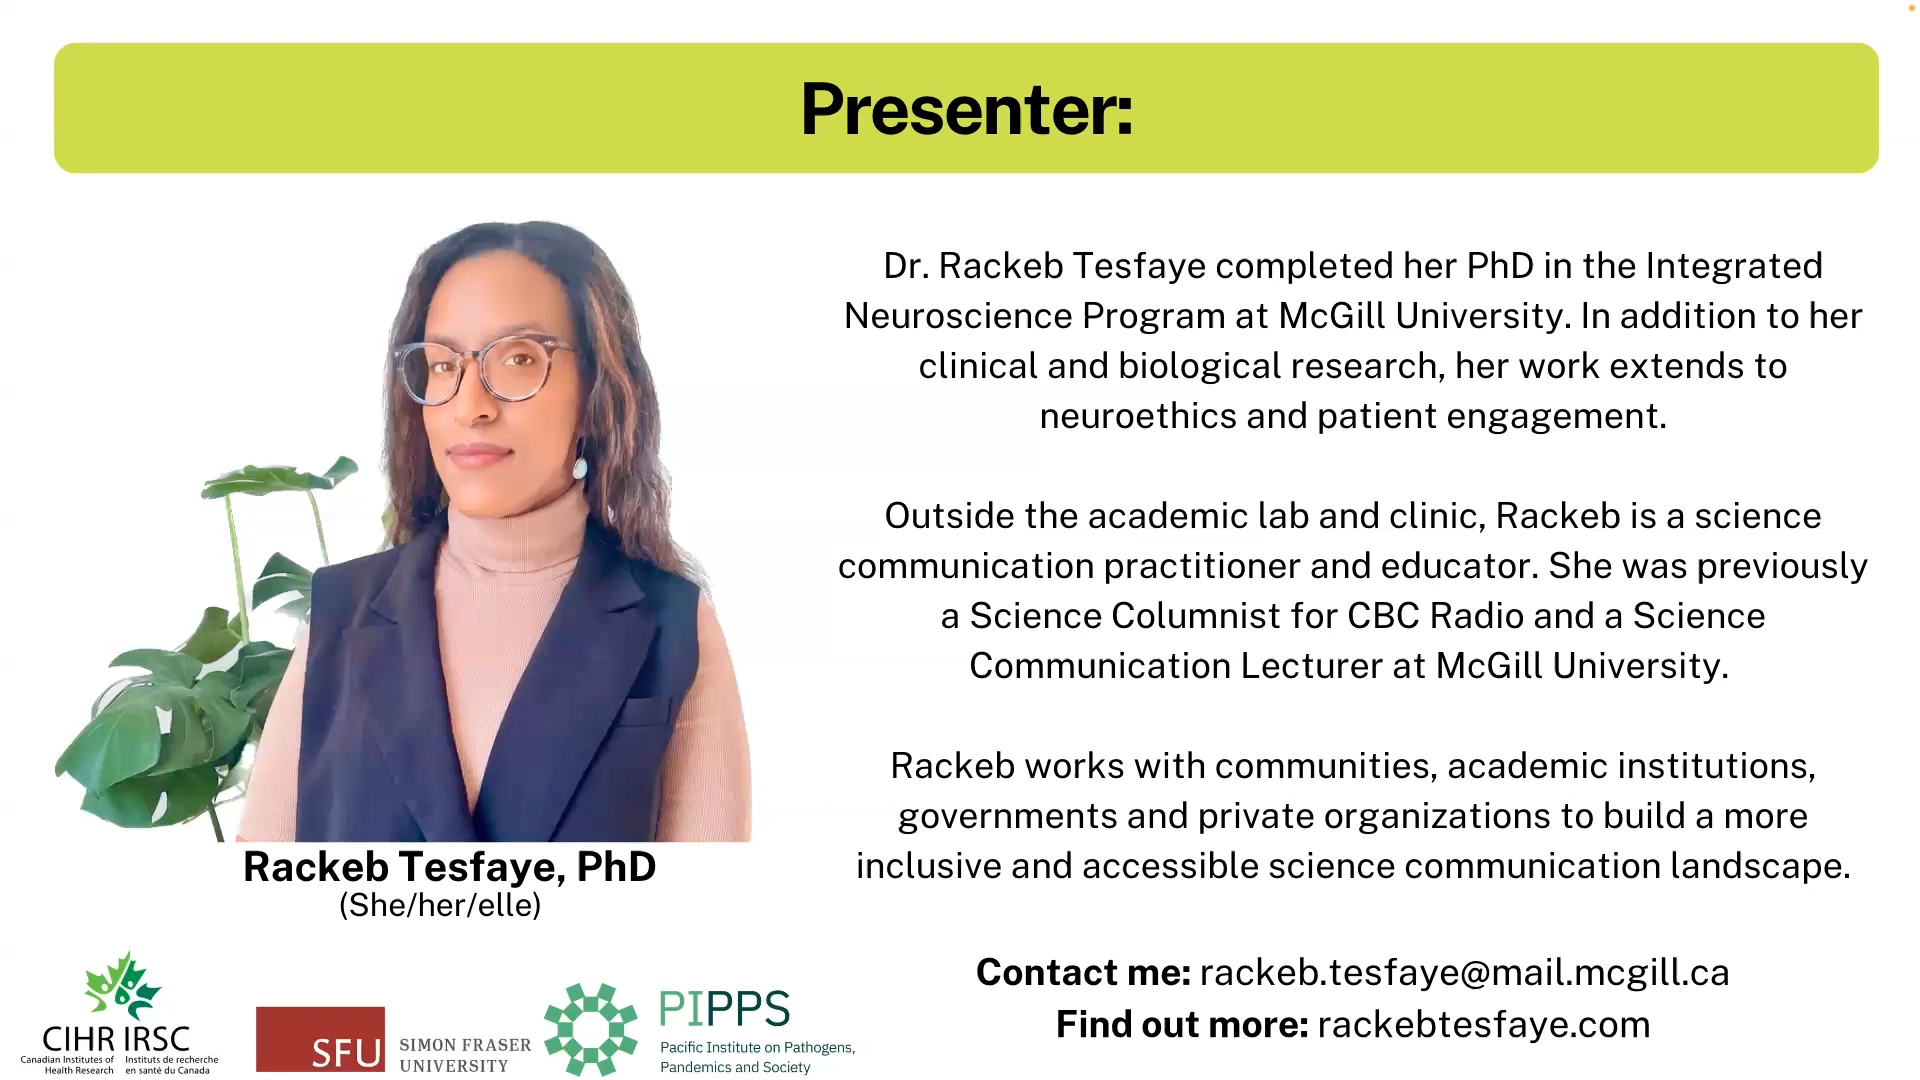 Presenter:
Dr. Rackeb Tesfaye completed her PhD in the Integrated
Neuroscience Program at McGill University. In addition to her
clinical and biological research, her work extends to
neuroethics and patient engagement.
Outside the academic lab and clinic, Rackeb is a science
communication practitioner and educator. She was previously
a Science Columnist for CBC Radio and a Science
Communication Lecturer at McGill University.
Rackeb works with communities, academic institutions,
governments and private organizations to build a more
inclusive and accessible science communication landscape.
Contact me: rackeb.tesfaye@mail.mcgill.ca
Find out more: rackebtesfaye.com
Rackeb Tesfaye, PhD
(She/her/elle)
CIHR IRSC
Canadian Institutes of Health Research
Instituts de recherche en santé du Canada
SFU
SIMON FRASER
UNIVERSITY
PIPPS
Pacific Institute on Pathogens,
Pandemics and Society